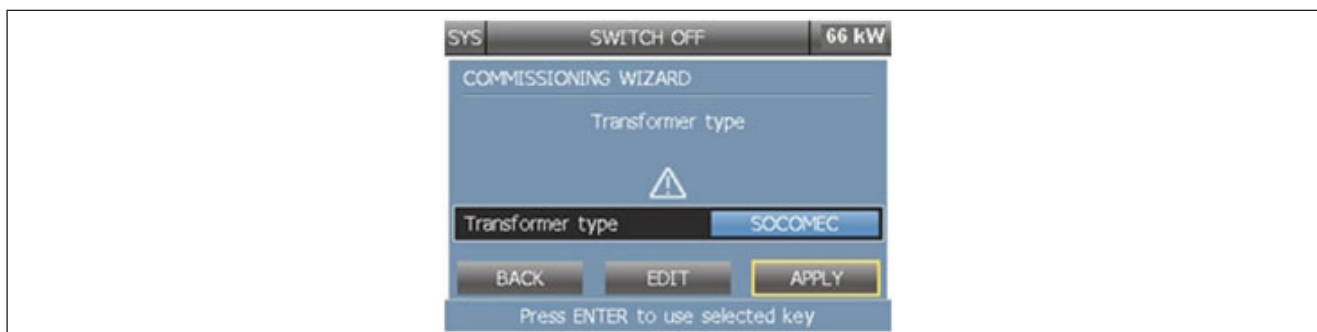 SYS SWITCH OFF 66 kW
COMMISSIONING WIZARD
Transformer type
Transformer type SOCOMEC
BACK EDIT APPLY
Press ENTER to use selected key